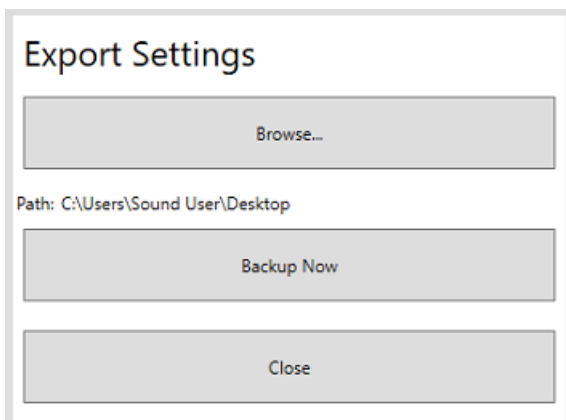 Export Settings
Browse...
Path: C:\Users\Sound User\Desktop
Backup Now
Close